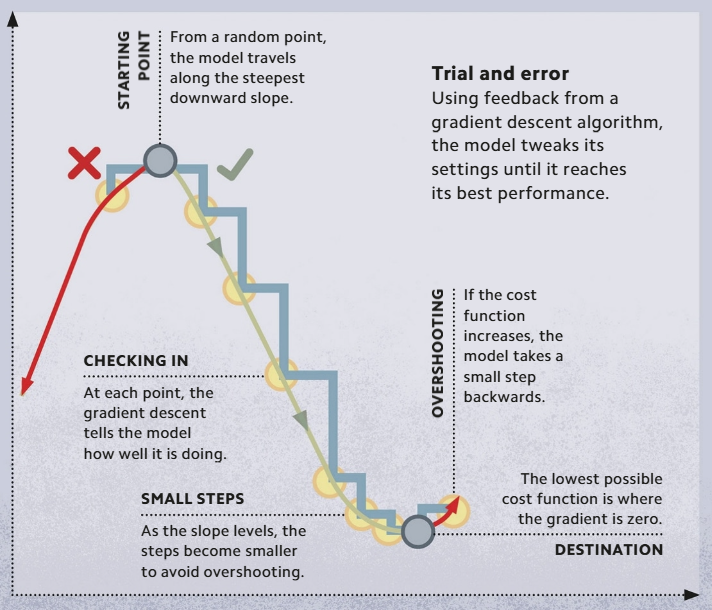 STARTING
POINT
From a random point,
the model travels
along the steepest
downward slope.
Trial and error
Using feedback from a
gradient descent algorithm,
the model tweaks its
settings until it reaches
its best performance.
OVERSHOOTING
If the cost
function
increases, the
model takes a
small step
backwards.
CHECKING IN
At each point, the
gradient descent
tells the model
how well it is doing.
SMALL STEPS
As the slope levels, the
steps become smaller
to avoid overshooting.
The lowest possible
cost function is where
the gradient is zero.
DESTINATION